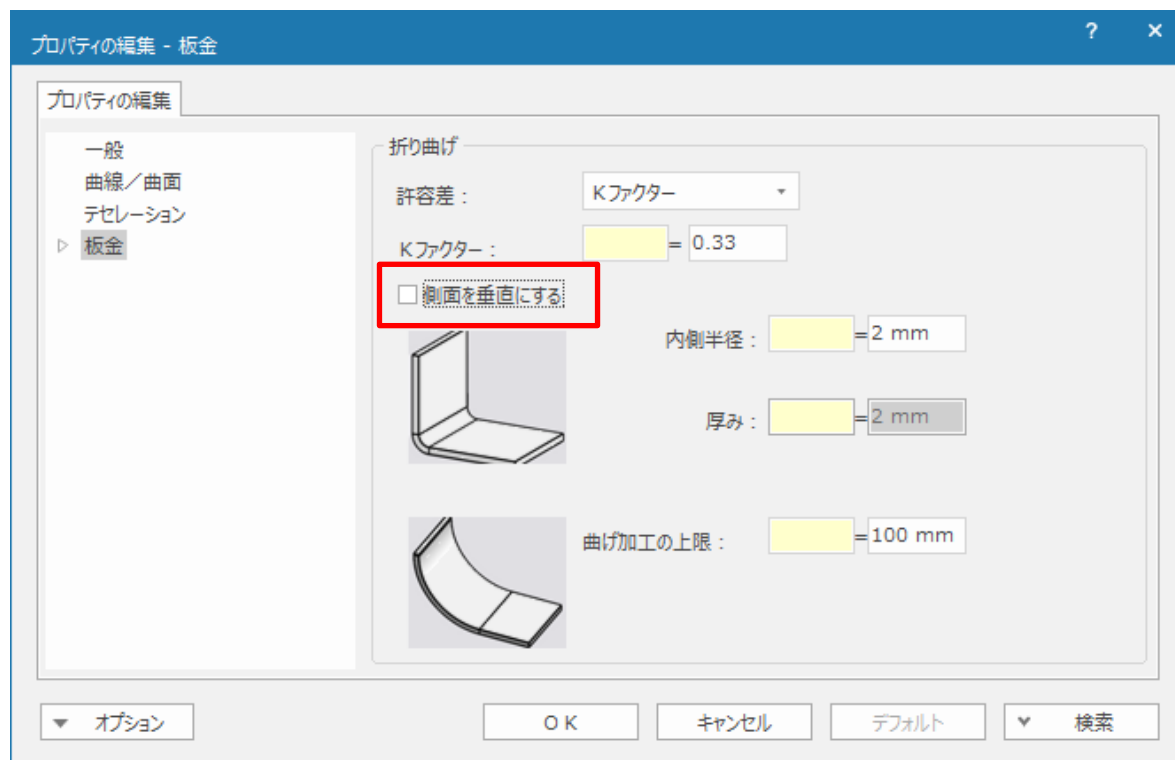 プロパティの編集 - 板金
? ×
プロパティの編集
一般
曲線／曲面
テセレーション
板金
折り曲げ
許容差：
Kファクター
Kファクター：
= 0.33
側面を垂直にする
内側半径：
=2 mm
厚み：
=2 mm
曲げ加工の上限：
=100 mm
オプション
ＯＫ
キャンセル
デフォルト
検索